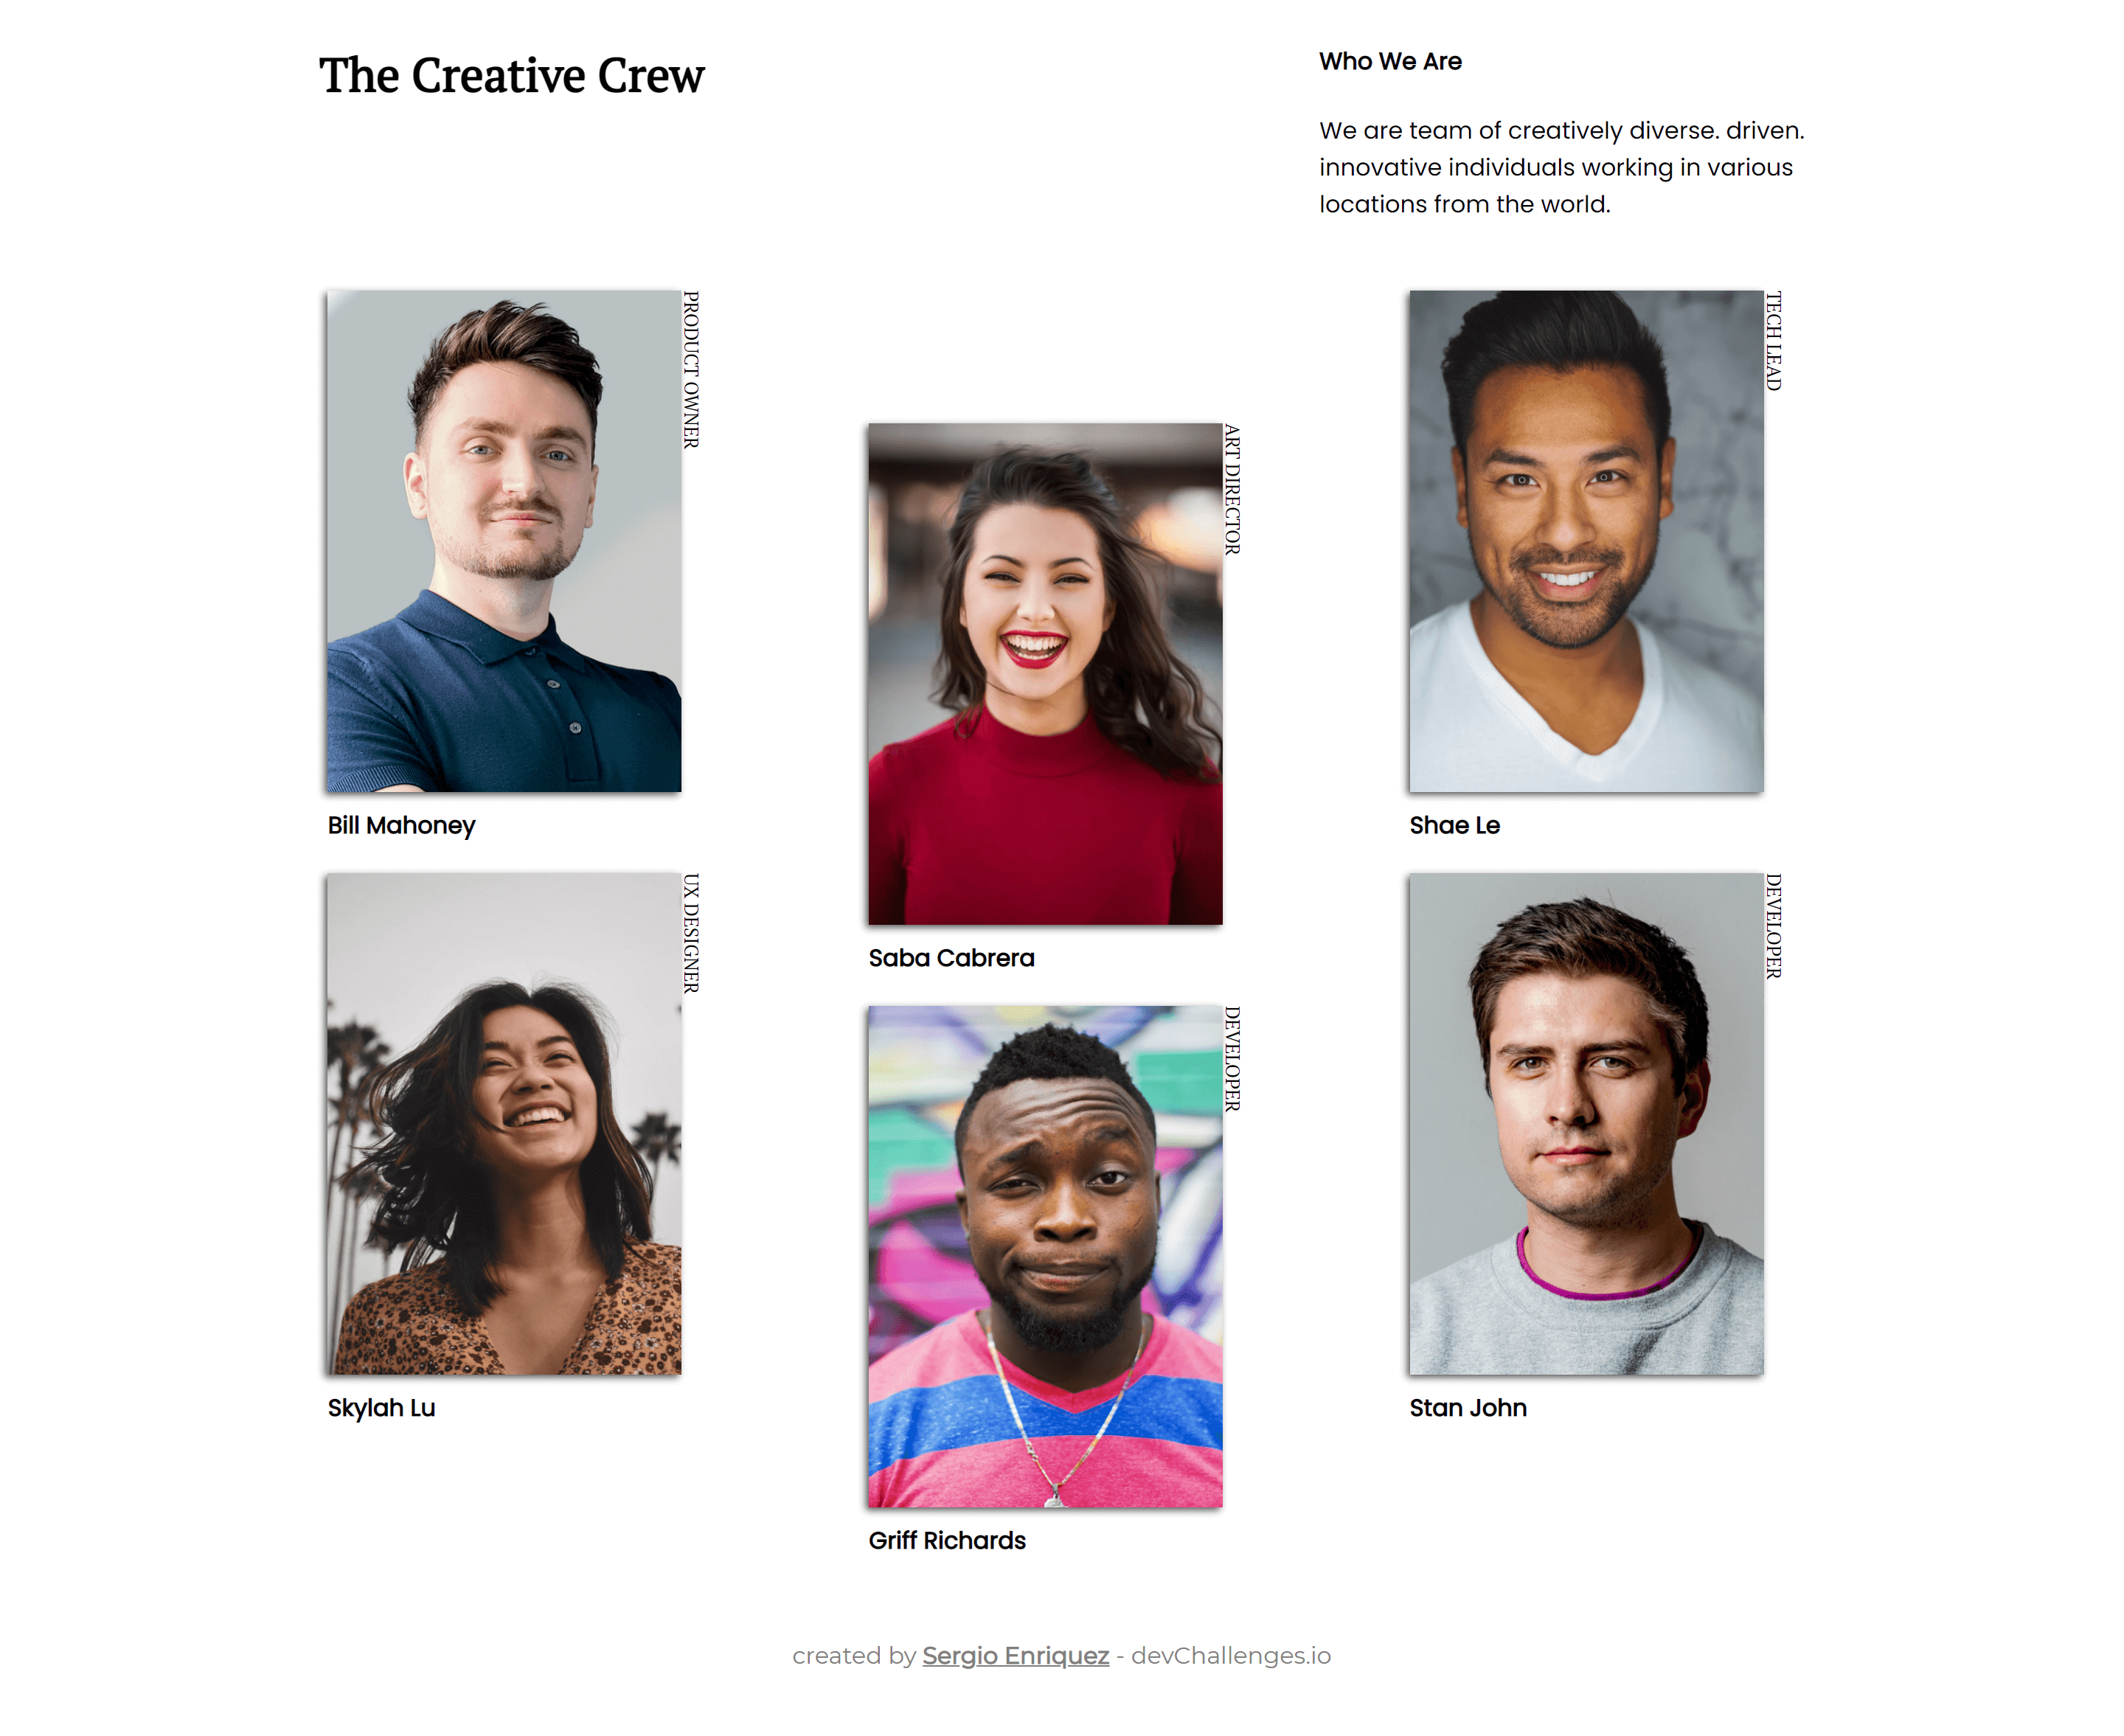 The Creative Crew
Who We Are
We are team of creatively diverse. driven.
innovative individuals working in various
locations from the world.
PRODUCT OWNER
Bill Mahoney
ART DIRECTOR
Saba Cabrera
TECH LEAD
Shae Le
UX DESIGNER
Skylah Lu
DEVELOPER
Griff Richards
DEVELOPER
Stan John
created by Sergio Enriquez - devChallenges.io